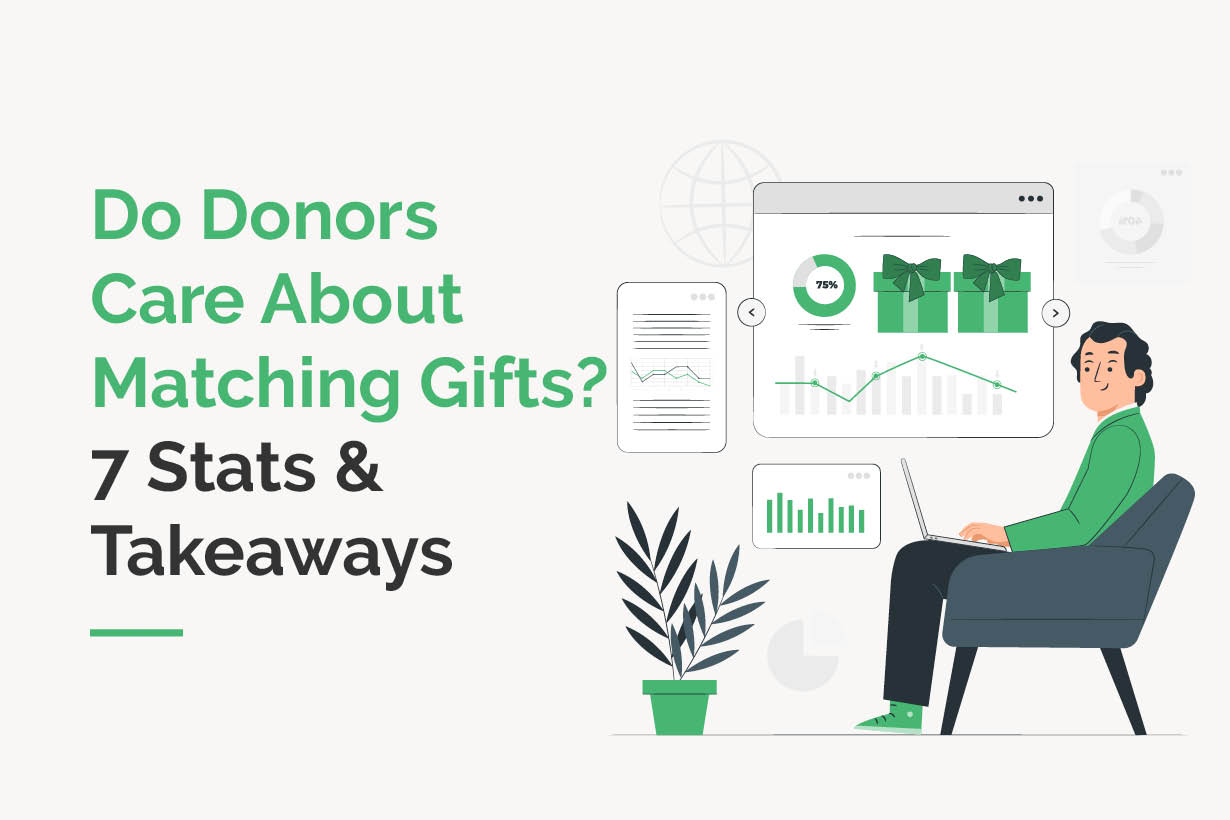 Do Donors
Care About
Matching Gifts?
7 Stats &
Takeaways
75%